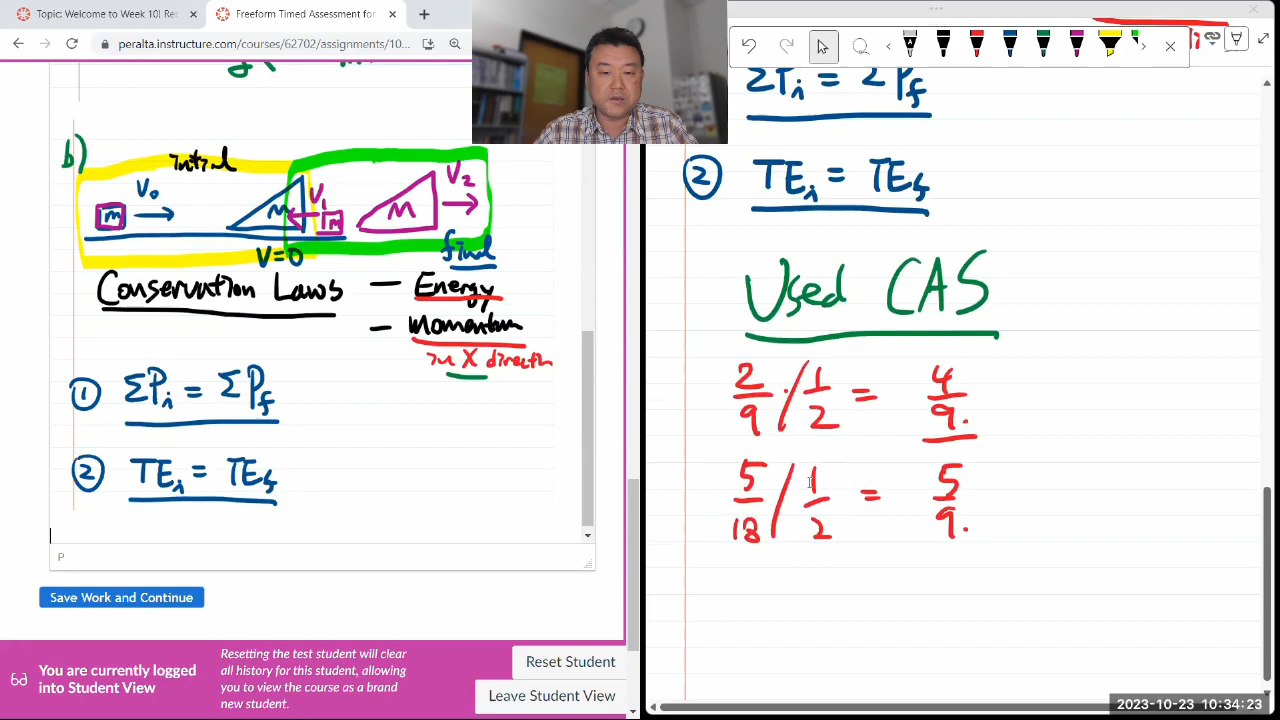 Topic: Welcome to Week 10! Re
Freeform Timed Assessment for
peralta.instructure.com/courses/62707/assignments/10...
b)
initial
m
V₀
M
V=0
V₁
m
M
V₂
final
Conservation Laws
- Energy
- Momentum
in X direction
① ΣPᵢ = ΣP_f
② TEᵢ = TE_f
P
Save Work and Continue
You are currently logged into Student View
Resetting the test student will clear
all history for this student, allowing
you to view the course as a brand
new student.
Reset Student
Leave Student View
ΣPᵢ = ΣP_f
② TEᵢ = TE_f
Used CAS
2/9 / 1/2 = 4/9.
5/18 / 1/2 = 5/9.
2023-10-23 10:34:23